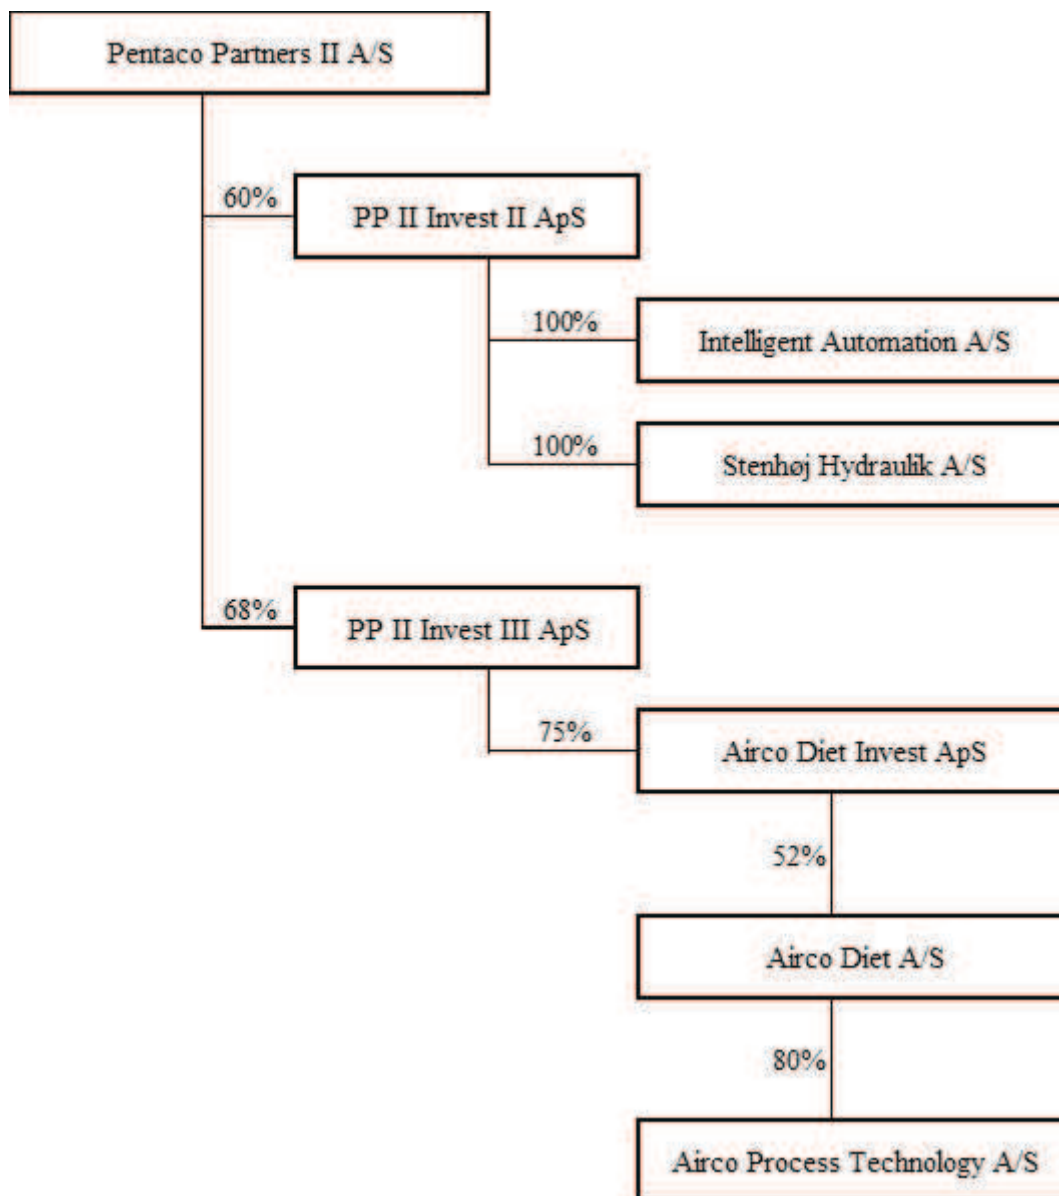 Pentaco Partners II A/S
60%
PP II Invest II ApS
100%
Intelligent Automation A/S
100%
Stenhøj Hydraulik A/S
68%
PP II Invest III ApS
75%
Airco Diet Invest ApS
52%
Airco Diet A/S
80%
Airco Process Technology A/S